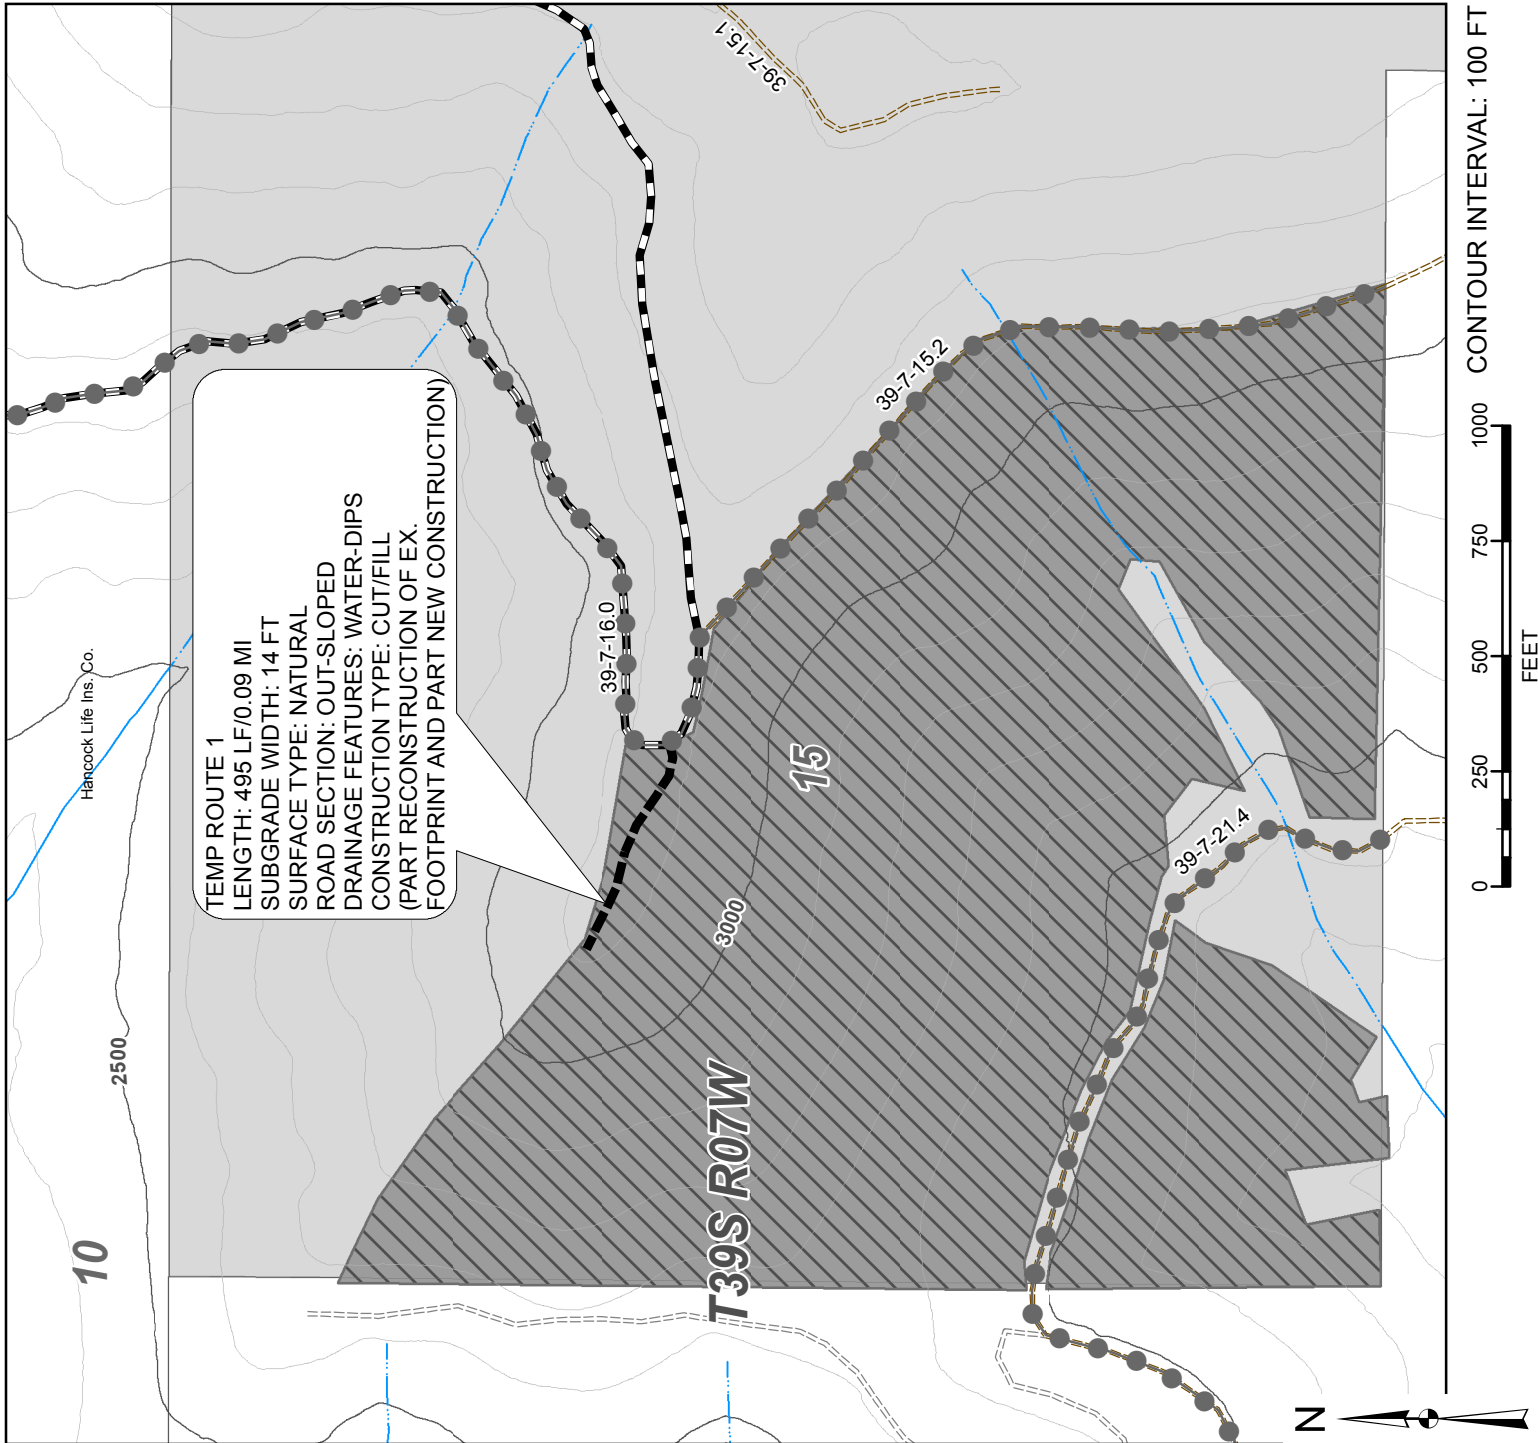 TEMP ROUTE 1
LENGTH: 495 LF/0.09 MI
SUBGRADE WIDTH: 14 FT
SURFACE TYPE: NATURAL
ROAD SECTION: OUT-SLOPED
DRAINAGE FEATURES: WATER-DIPS
CONSTRUCTION TYPE: CUT/FILL
(PART RECONSTRUCTION OF EX.
FOOTPRINT AND PART NEW CONSTRUCTION)
Hancock Life Ins. Co.
10
2500
39-7-16.0
39-7-15.1
39-7-15.2
15
3000
T39S R07W
39-7-21.4
N
0 250 500 750 1000
FEET
CONTOUR INTERVAL: 100 FT